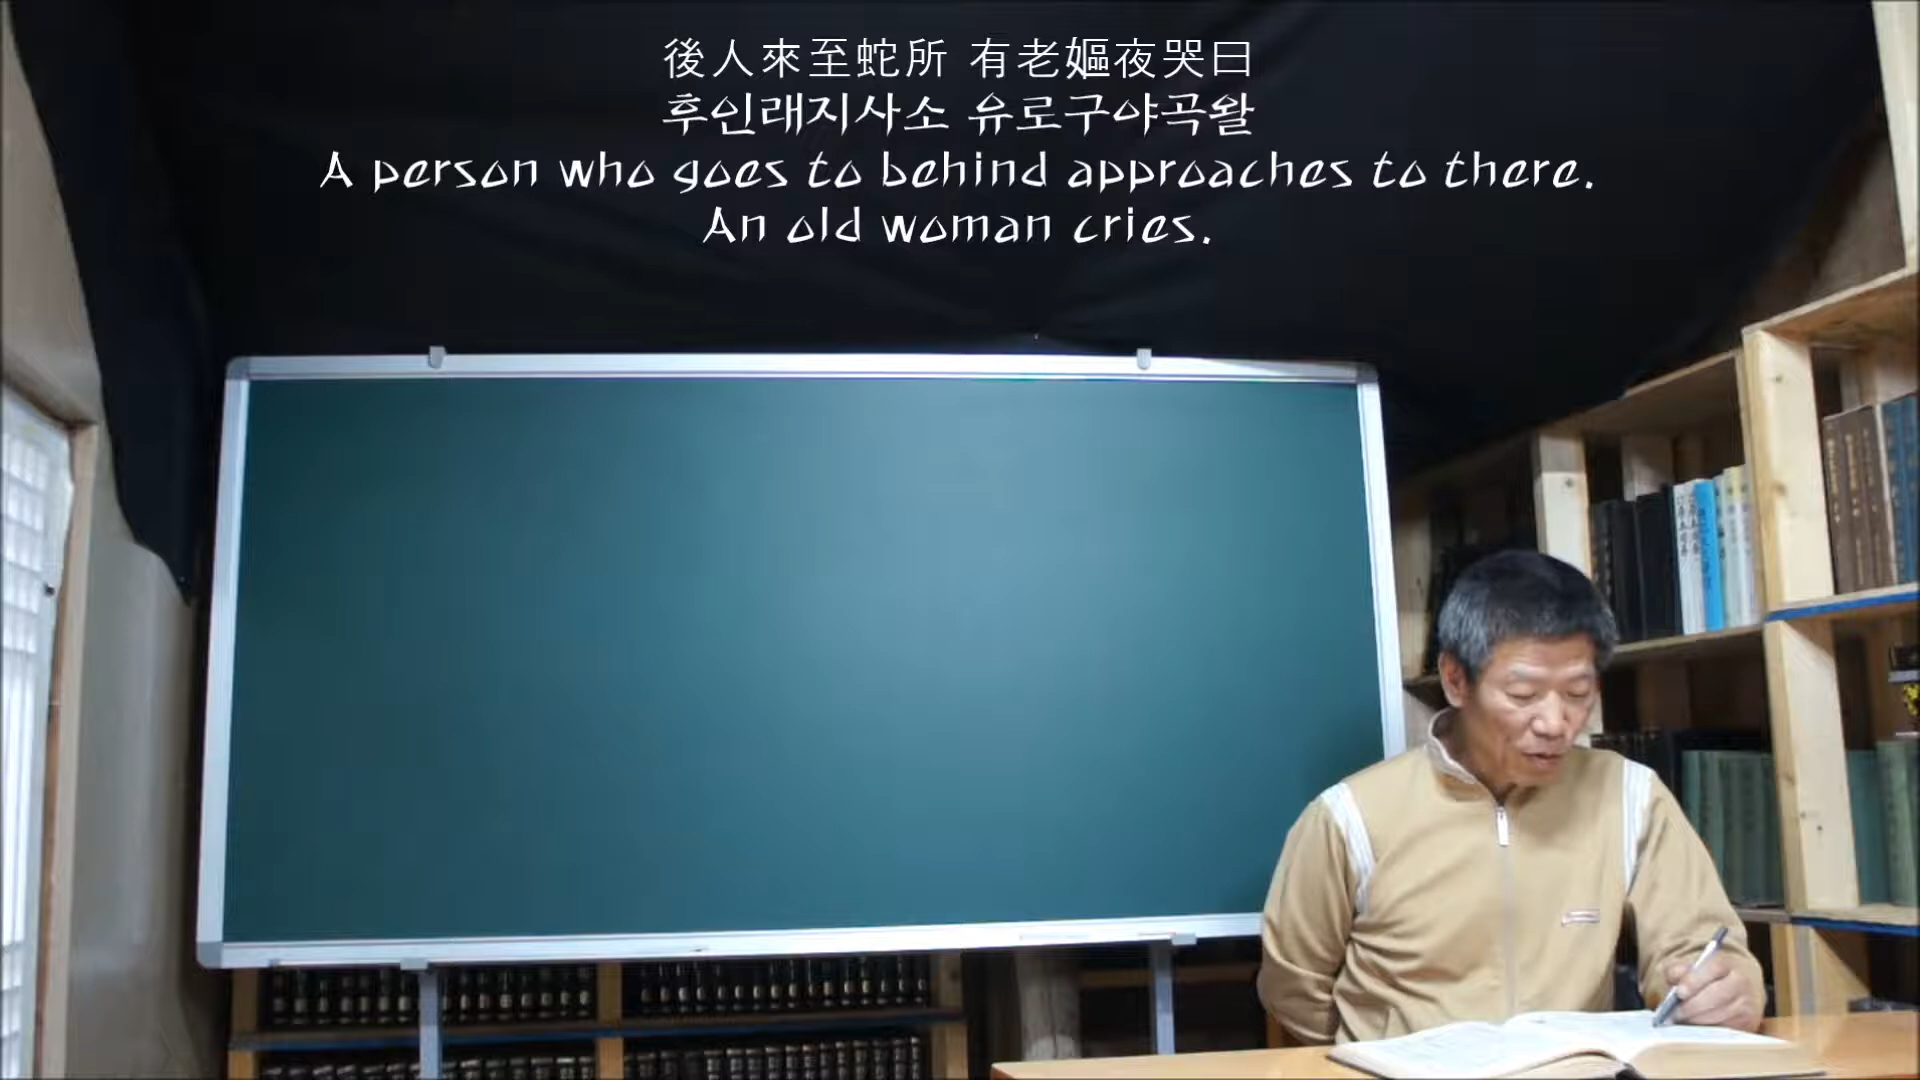 後人來至蛇所 有老嫗夜哭曰
후인래지사소 유로구야곡왈
A person who goes to behind approaches to there.
An old woman cries.